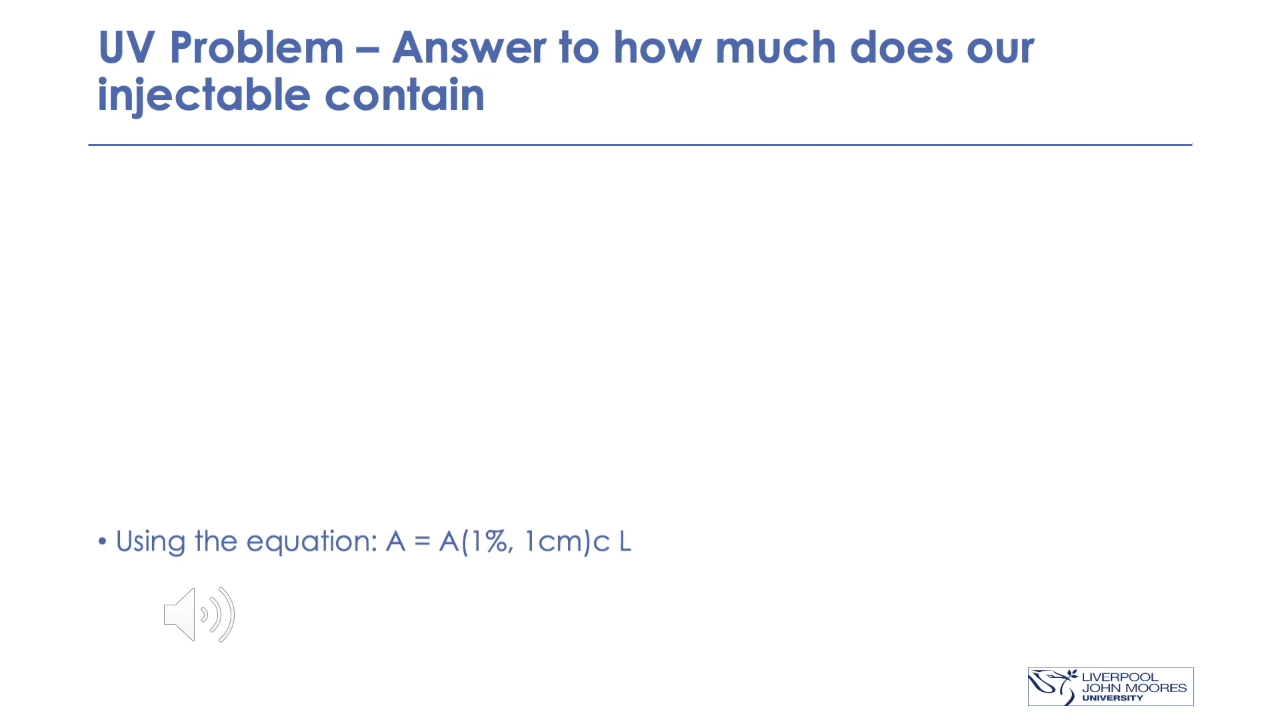 UV Problem – Answer to how much does our
injectable contain
• Using the equation: A = A(1%, 1cm)c L
LIVERPOOL
JOHN MOORES
UNIVERSITY